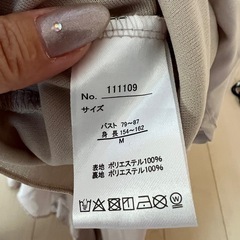 No. 111109
サイズ
バスト 79~87
身 長 154~162
M
表地 ポリエステル100%
裏地 ポリエステル100%